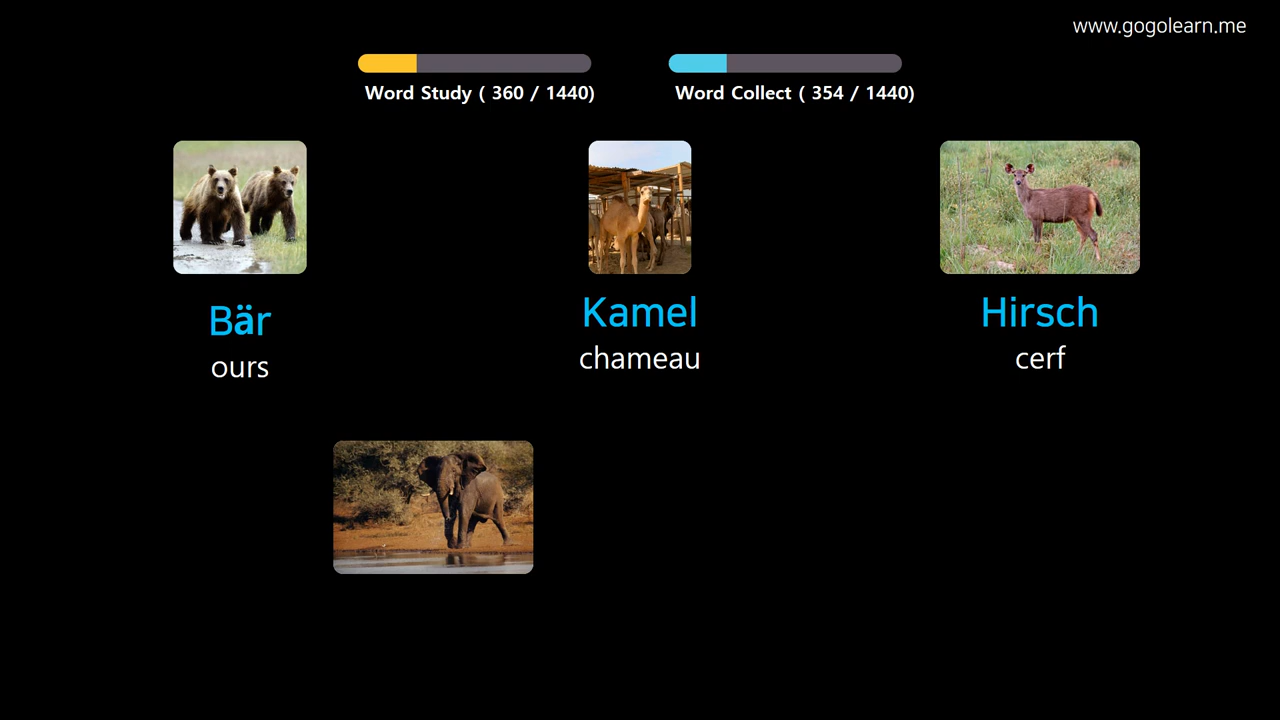 www.gogolearn.me
Word Study ( 360 / 1440)
Word Collect ( 354 / 1440)
Bär
Kamel
Hirsch
ours
chameau
cerf